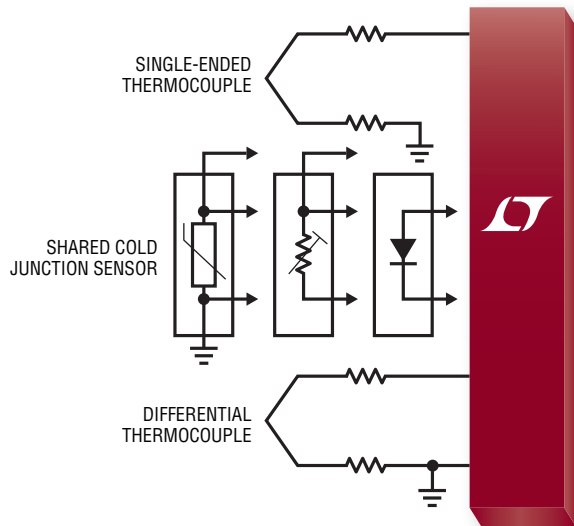 SINGLE-ENDED
THERMOCOUPLE
SHARED COLD
JUNCTION SENSOR
DIFFERENTIAL
THERMOCOUPLE